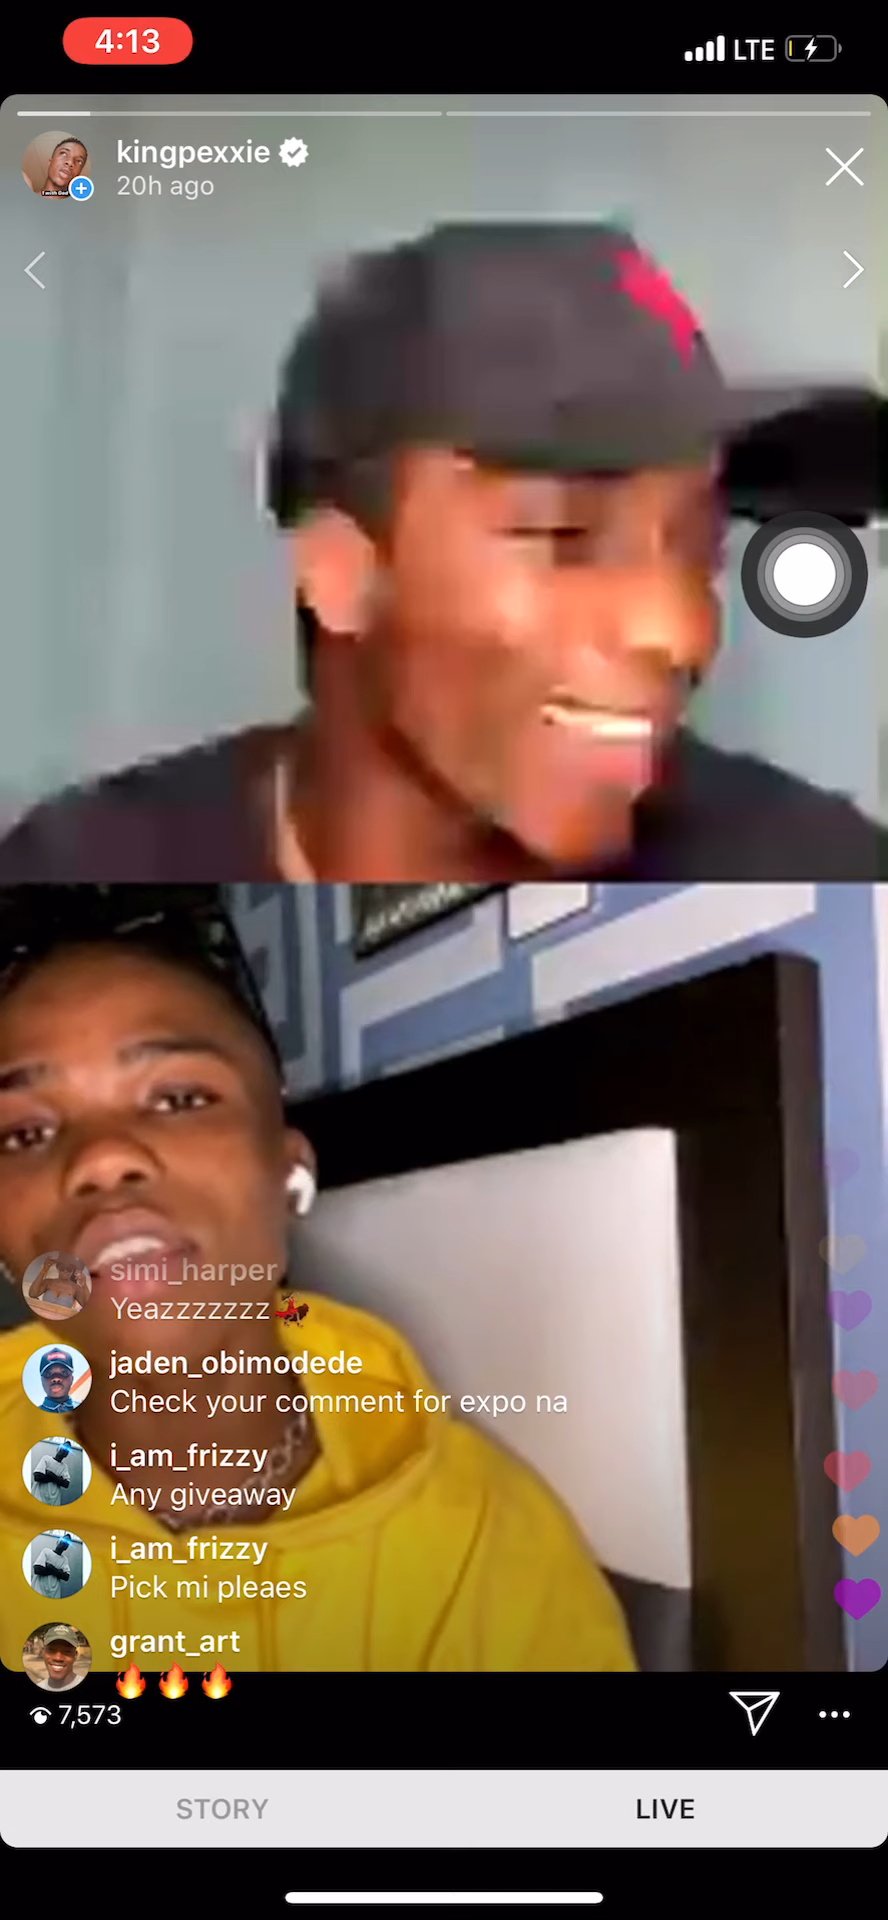 4:13
LTE
kingpexxie
20h ago
simi_harper
Yeazzzzzzz💃
jaden_obimodede
Check your comment for expo na
i_am_frizzy
Any giveaway
i_am_frizzy
Pick mi pleaes
grant_art
🔥🔥🔥
7,573
STORY
LIVE